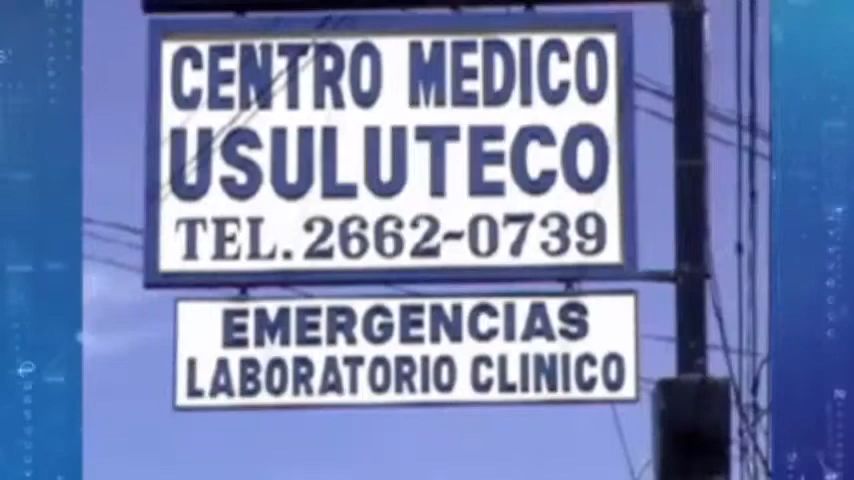 CENTRO MEDICO
USULUTECO
TEL. 2662-0739
EMERGENCIAS
LABORATORIO CLINICO